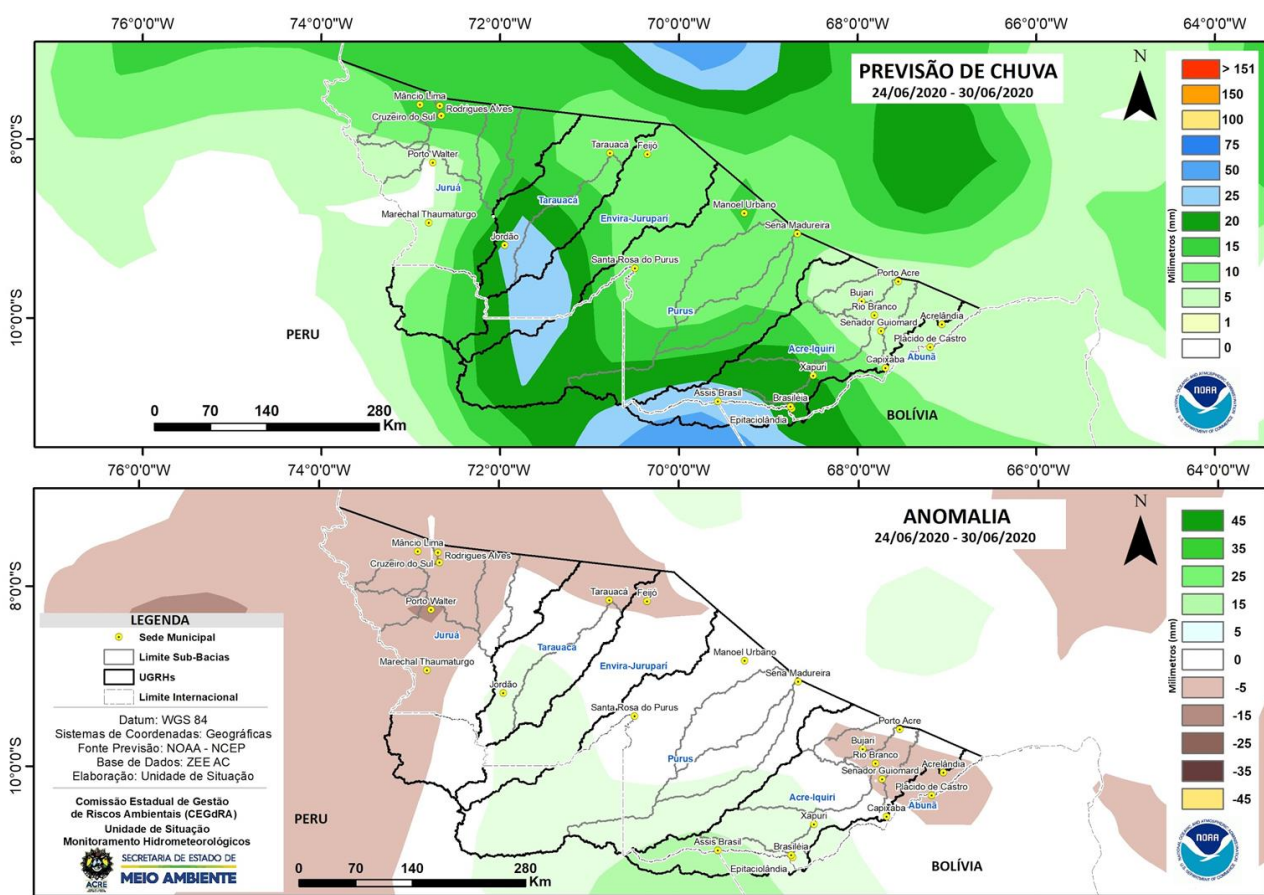 76°0'0"W 74°0'0"W 72°0'0"W 70°0'0"W 68°0'0"W 66°0'0"W 64°0'0"W
PREVISÃO DE CHUVA
24/06/2020 - 30/06/2020
N
> 151
150
100
75
50
25
20
15
10
5
1
0
Milímetros (mm)
NOAA
8°0'0"S
10°0'0"S
Mâncio Lima
Rodrigues Alves
Cruzeiro do Sul
Porto Walter
Juruá
Marechal Thaumaturgo
Tarauacá
Feijó
Tarauacá
Envira-Jurupari
Jordão
Manoel Urbano
Sena Madureira
Santa Rosa do Purus
Purus
Porto Acre
Bujari
Rio Branco
Senador Guiomard
Acrelândia
Plácido de Castro
Abunã
Acre-Iquiri
Capixaba
Xapuri
Assis Brasil
Brasiléia
Epitaciolândia
PERU
BOLÍVIA
0 70 140 280
Km
76°0'0"W 74°0'0"W 72°0'0"W 70°0'0"W 68°0'0"W 66°0'0"W 64°0'0"W
ANOMALIA
24/06/2020 - 30/06/2020
N
45
35
25
15
5
0
-5
-15
-25
-35
-45
Milímetros (mm)
NOAA
8°0'0"S
10°0'0"S
Mâncio Lima
Rodrigues Alves
Cruzeiro do Sul
Porto Walter
Juruá
Marechal Thaumaturgo
Tarauacá
Feijó
Tarauacá
Envira-Jurupari
Jordão
Manoel Urbano
Sena Madureira
Santa Rosa do Purus
Purus
Porto Acre
Bujari
Rio Branco
Senador Guiomard
Acrelândia
Plácido de Castro
Abunã
Acre-Iquiri
Capixaba
Xapuri
Assis Brasil
Brasiléia
Epitaciolândia
PERU
BOLÍVIA
0 70 140 280
Km
LEGENDA
Sede Municipal
Limite Sub-Bacias
UGRHs
Limite Internacional
Datum: WGS 84
Sistemas de Coordenadas: Geográficas
Fonte Previsão: NOAA - NCEP
Base de Dados: ZEE AC
Elaboração: Unidade de Situação
Comissão Estadual de Gestão
de Riscos Ambientais (CEGdRA)
Unidade de Situação
Monitoramento Hidrometeorológicos
ACRE
SECRETARIA DE ESTADO DE
MEIO AMBIENTE